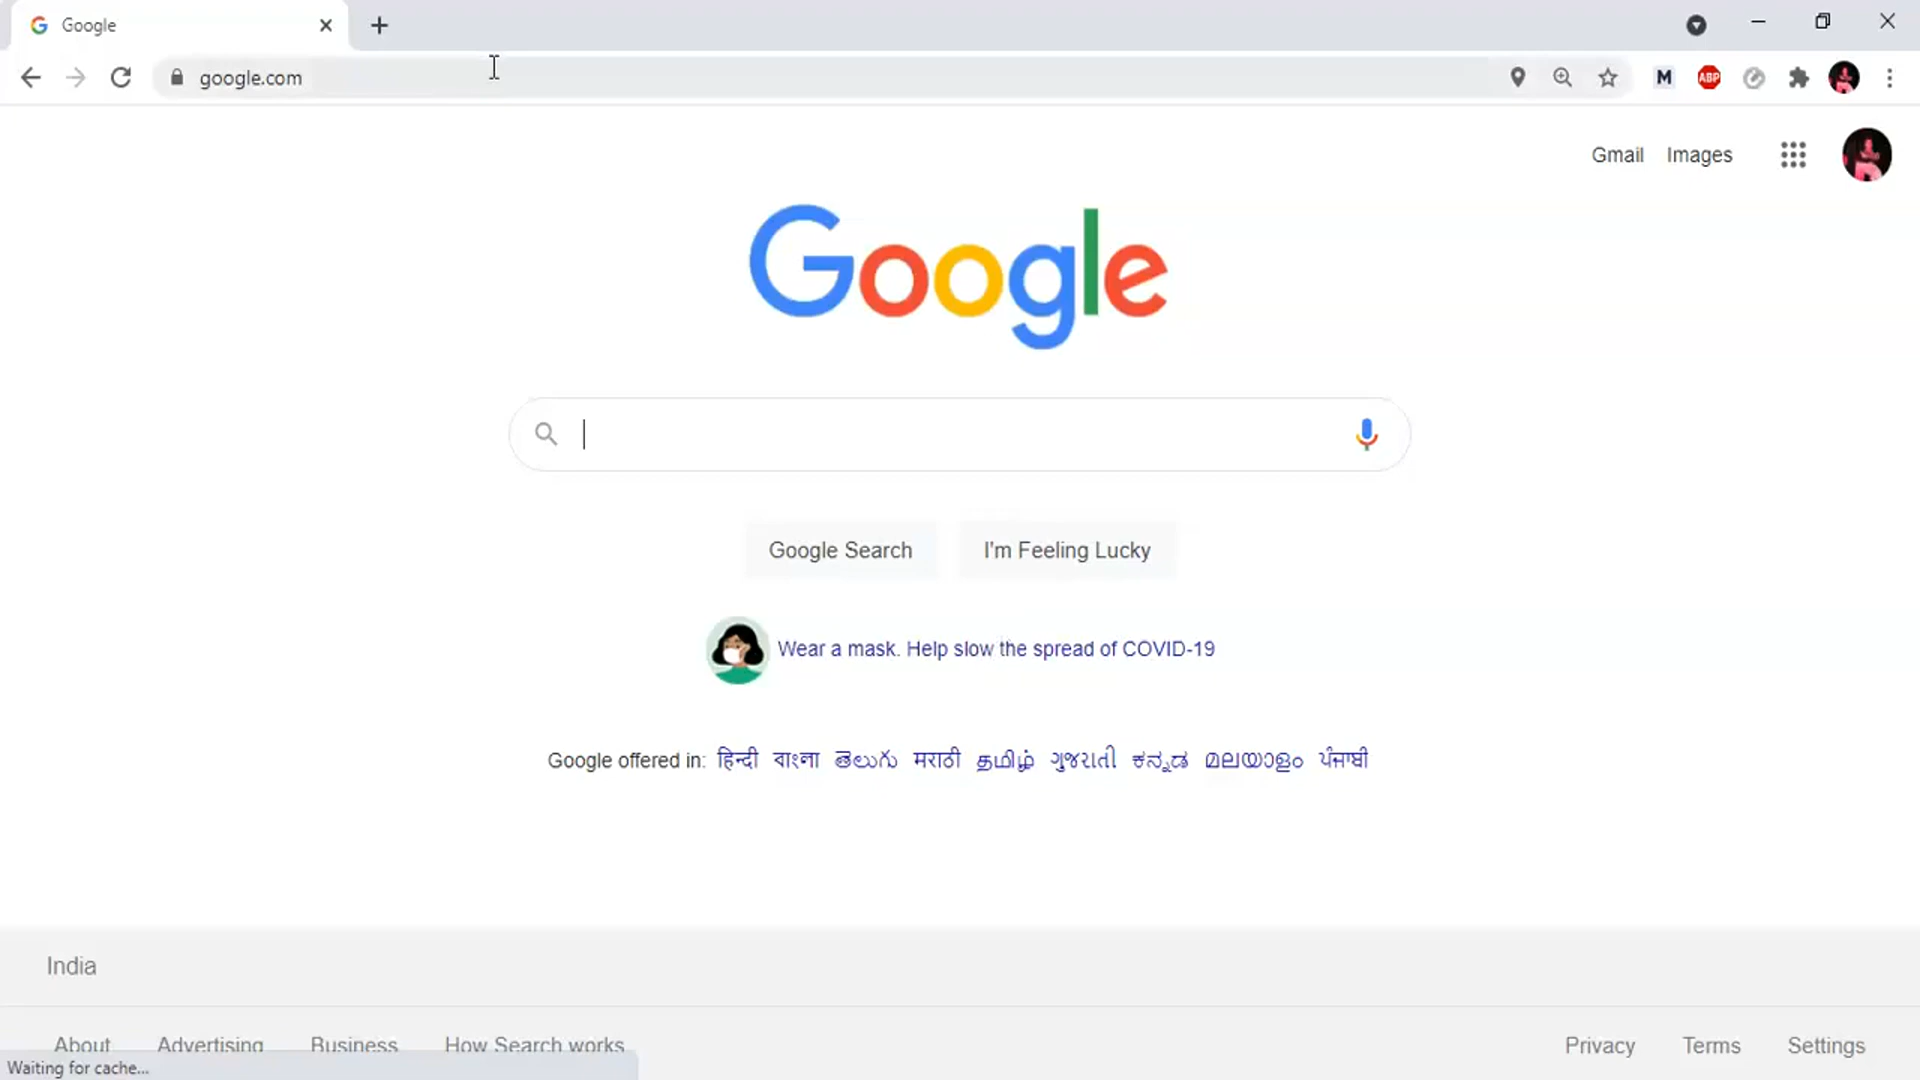 Google
google.com
M ABP
Gmail Images
Google
Google Search I'm Feeling Lucky
Wear a mask. Help slow the spread of COVID-19
Google offered in: हिन्दी বাংলা తెలుగు मराठी தமிழ் ગુજરાતી ಕನ್ನಡ മലയാളം ਪੰਜਾਬੀ
India
About Advertising Business How Search works Privacy Terms Settings
Waiting for cache...